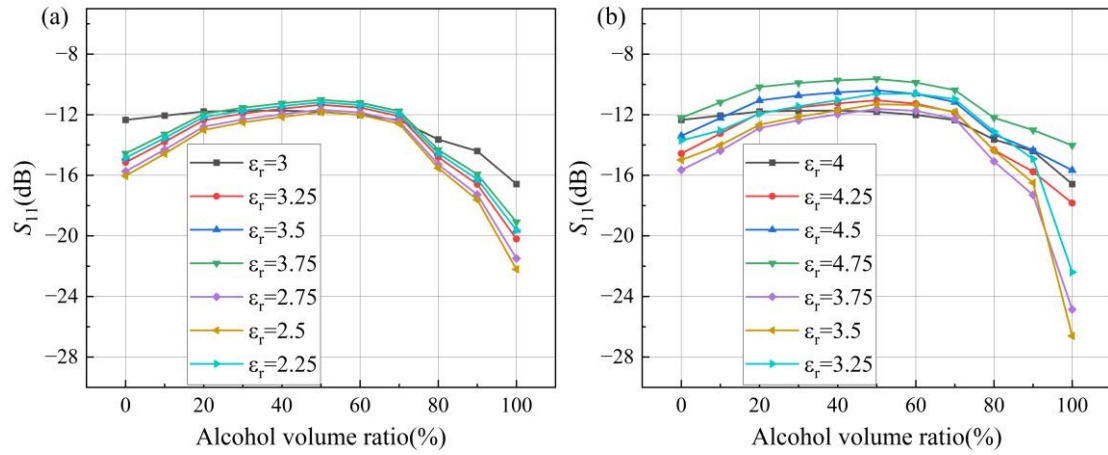 (a)
−8
−12
−16
−20
−24
−28
S₁₁(dB)
εᵣ=3
εᵣ=3.25
εᵣ=3.5
εᵣ=3.75
εᵣ=2.75
εᵣ=2.5
εᵣ=2.25
0 20 40 60 80 100
Alcohol volume ratio(%)
(b)
−8
−12
−16
−20
−24
−28
S₁₁(dB)
εᵣ=4
εᵣ=4.25
εᵣ=4.5
εᵣ=4.75
εᵣ=3.75
εᵣ=3.5
εᵣ=3.25
0 20 40 60 80 100
Alcohol volume ratio(%)